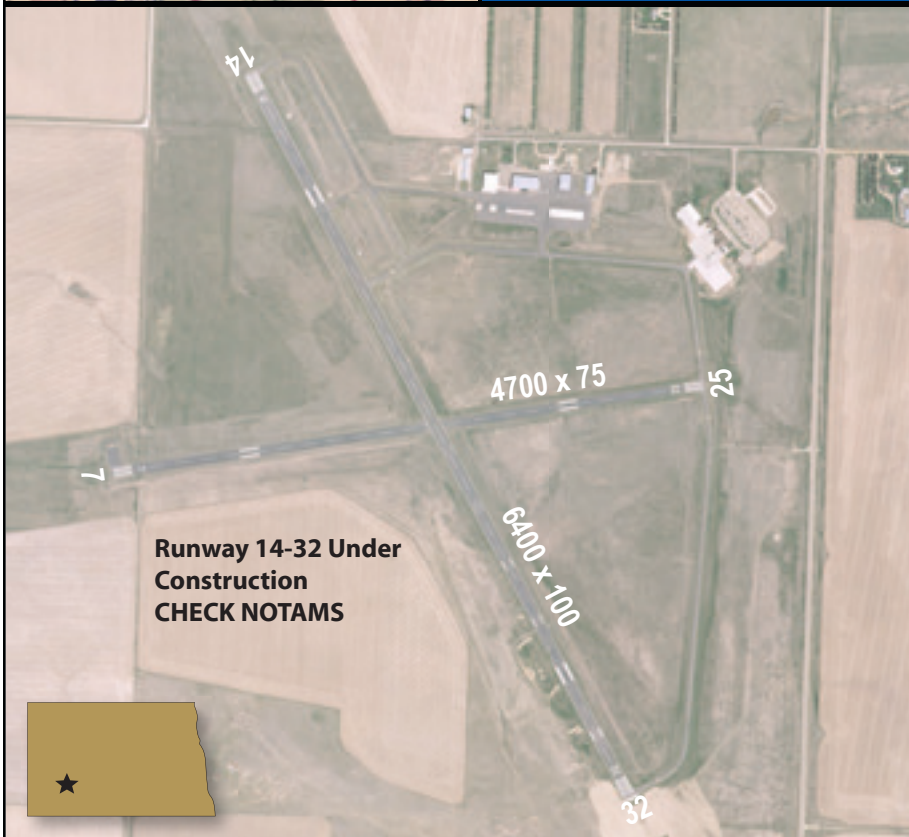 14
4700 x 75
25
7
6400 x 100
Runway 14-32 Under
Construction
CHECK NOTAMS
32